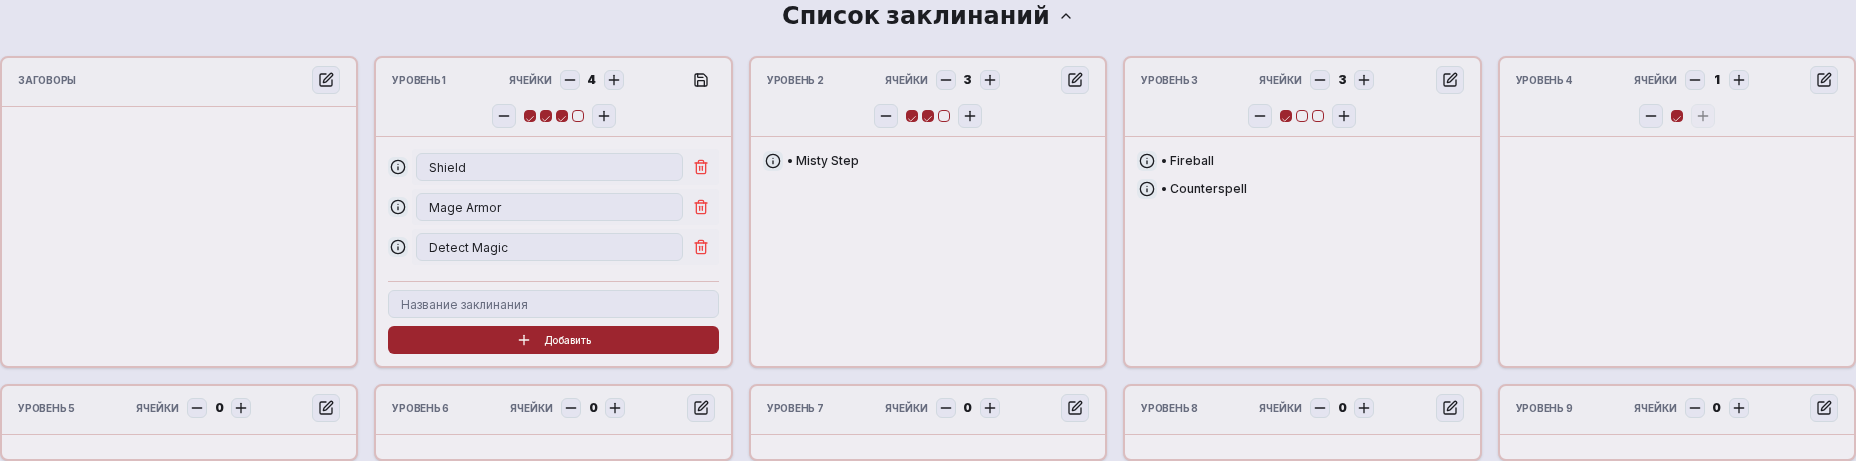 Список заклинаний
ЗАГОВОРЫ
УРОВЕНЬ 1 ЯЧЕЙКИ 4
Shield
Mage Armor
Detect Magic
Название заклинания
Добавить
УРОВЕНЬ 2 ЯЧЕЙКИ 3
• Misty Step
УРОВЕНЬ 3 ЯЧЕЙКИ 3
• Fireball
• Counterspell
УРОВЕНЬ 4 ЯЧЕЙКИ 1
УРОВЕНЬ 5 ЯЧЕЙКИ 0
УРОВЕНЬ 6 ЯЧЕЙКИ 0
УРОВЕНЬ 7 ЯЧЕЙКИ 0
УРОВЕНЬ 8 ЯЧЕЙКИ 0
УРОВЕНЬ 9 ЯЧЕЙКИ 0